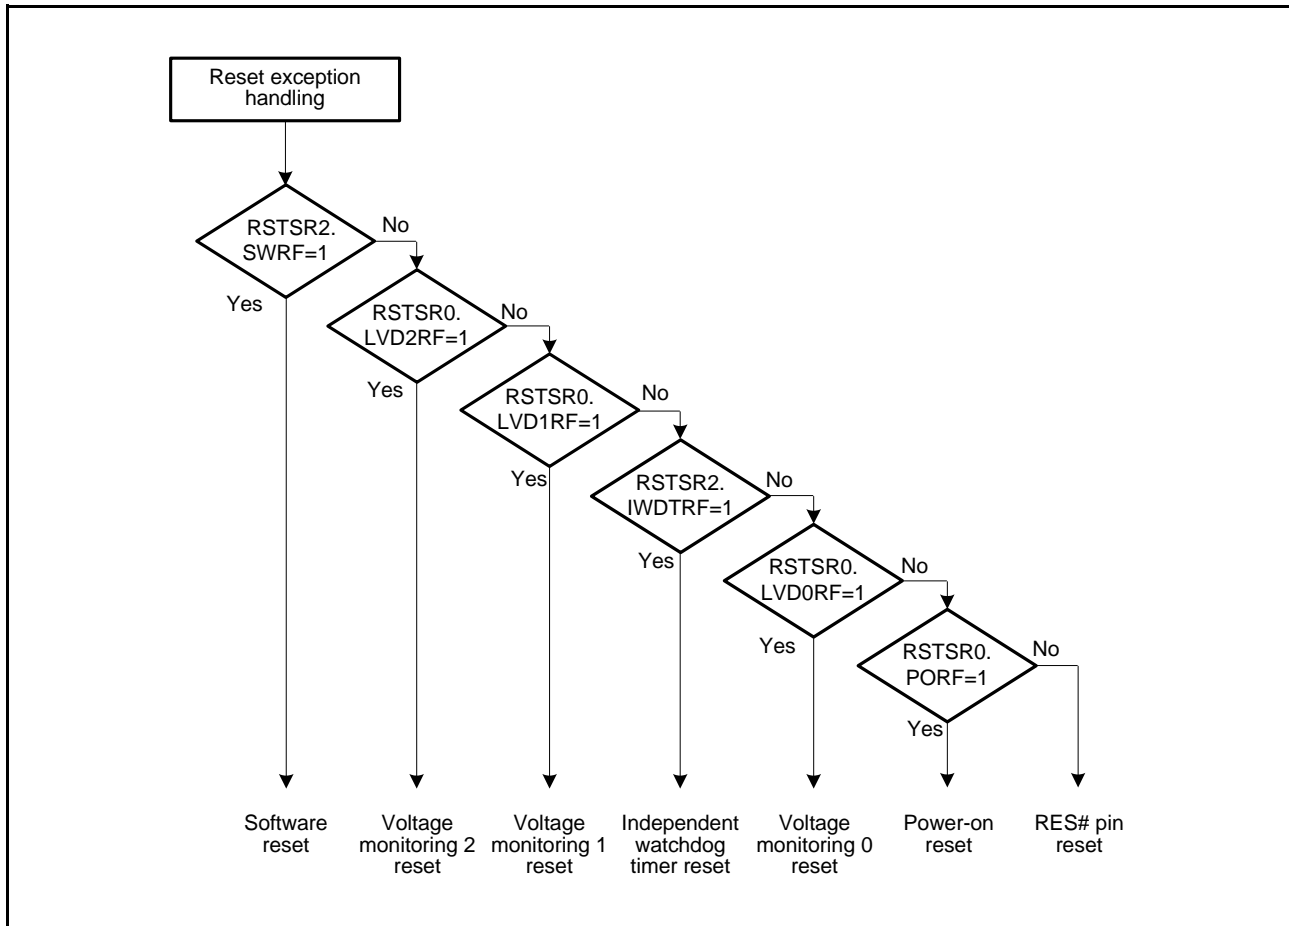 Reset exception
handling
RSTSR2.
SWRF=1
No
Yes
RSTSR0.
LVD2RF=1
No
Yes
RSTSR0.
LVD1RF=1
No
Yes
RSTSR2.
IWDTRF=1
No
Yes
RSTSR0.
LVD0RF=1
No
Yes
RSTSR0.
PORF=1
No
Yes
Software
reset
Voltage
monitoring 2
reset
Voltage
monitoring 1
reset
Independent
watchdog
timer reset
Voltage
monitoring 0
reset
Power-on
reset
RES# pin
reset